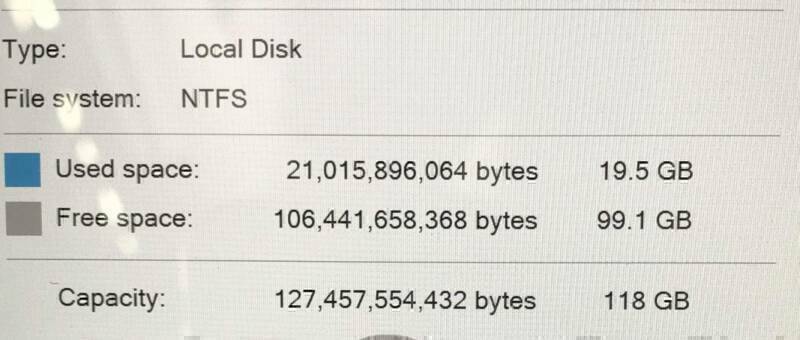 Type: Local Disk
File system: NTFS
Used space: 21,015,896,064 bytes 19.5 GB
Free space: 106,441,658,368 bytes 99.1 GB
Capacity: 127,457,554,432 bytes 118 GB